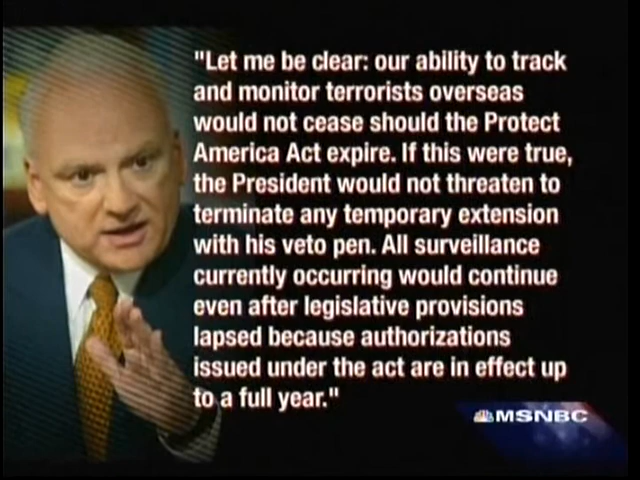 "Let me be clear: our ability to track
and monitor terrorists overseas
would not cease should the Protect
America Act expire. If this were true,
the President would not threaten to
terminate any temporary extension
with his veto pen. All surveillance
currently occurring would continue
even after legislative provisions
lapsed because authorizations
issued under the act are in effect up
to a full year."
MSNBC